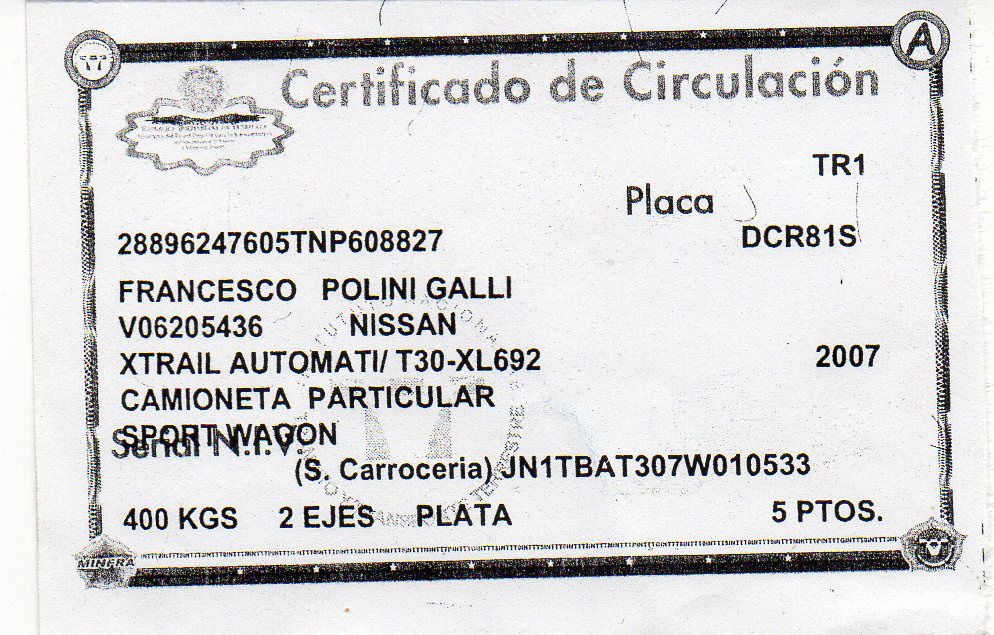 Certificado de Circulación
A
TR1
Placa
28896247605TNP608827 DCR81S
FRANCESCO POLINI GALLI
V06205436 NISSAN
XTRAIL AUTOMATI/ T30-XL692 2007
CAMIONETA PARTICULAR
SPORT WAGON
Serial N.I.V.
(S. Carroceria) JN1TBAT307W010533
400 KGS 2 EJES PLATA 5 PTOS.
MINFRA